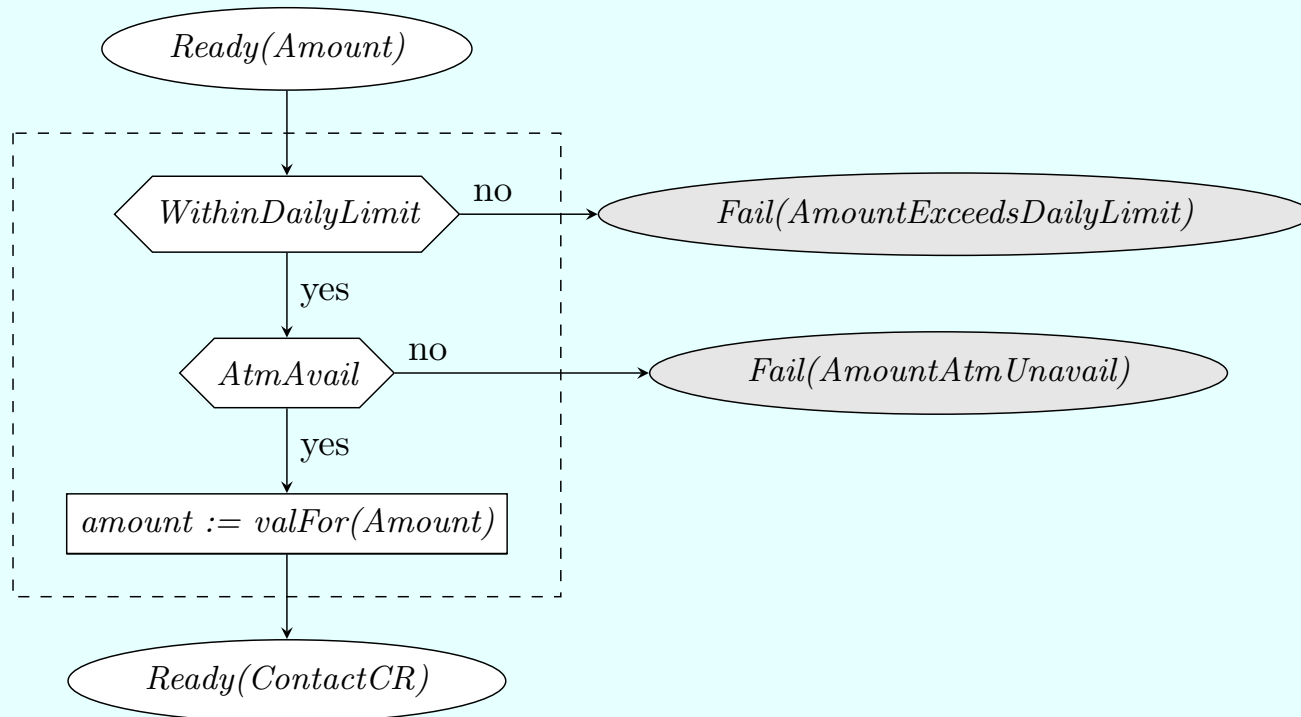 Ready(Amount)
WithinDailyLimit
no
Fail(AmountExceedsDailyLimit)
yes
AtmAvail
no
Fail(AmountAtmUnavail)
yes
amount := valFor(Amount)
Ready(ContactCR)